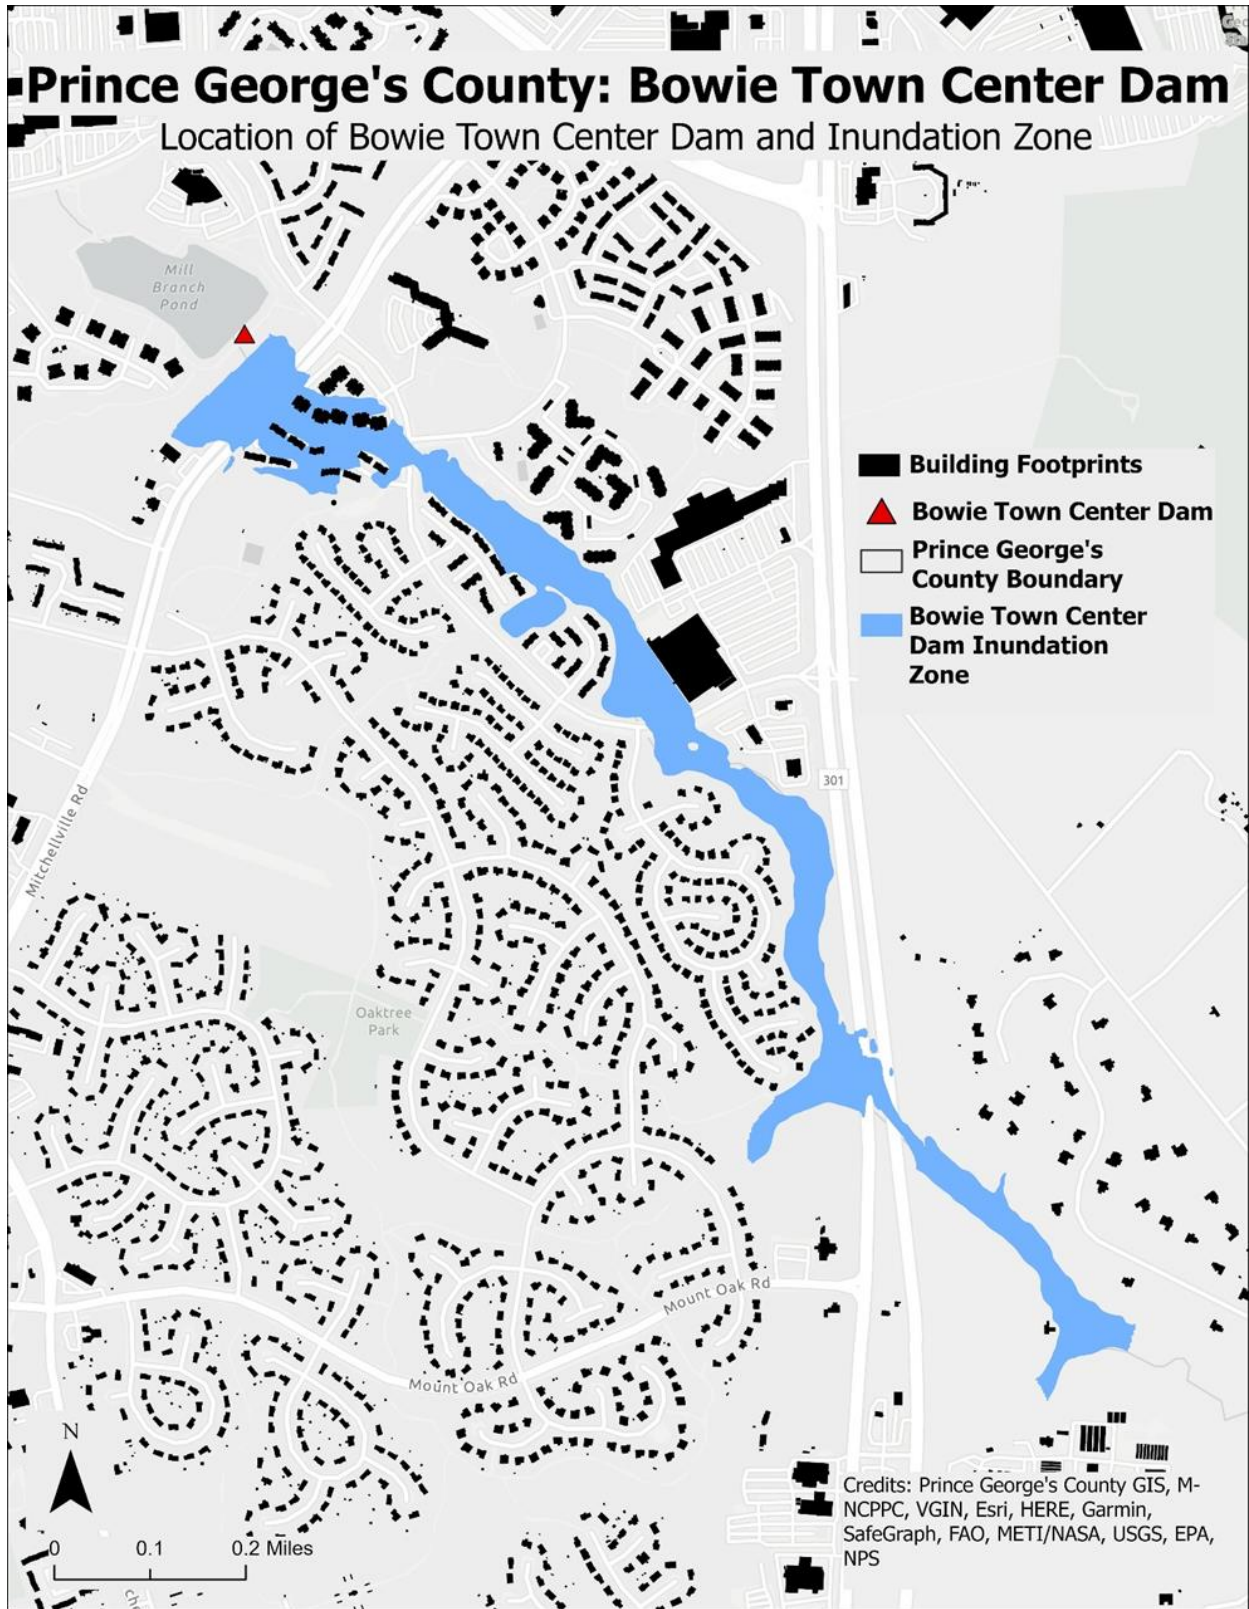 Prince George's County: Bowie Town Center Dam
Location of Bowie Town Center Dam and Inundation Zone
Mill
Branch
Pond
Building Footprints
Bowie Town Center Dam
Prince George's
County Boundary
Bowie Town Center
Dam Inundation
Zone
301
Mitchellville Rd
Oaktree
Park
Mount Oak Rd
Mount Oak Rd
N
0 0.1 0.2 Miles
Credits: Prince George's County GIS, M-
NCPPC, VGIN, Esri, HERE, Garmin,
SafeGraph, FAO, METI/NASA, USGS, EPA,
NPS